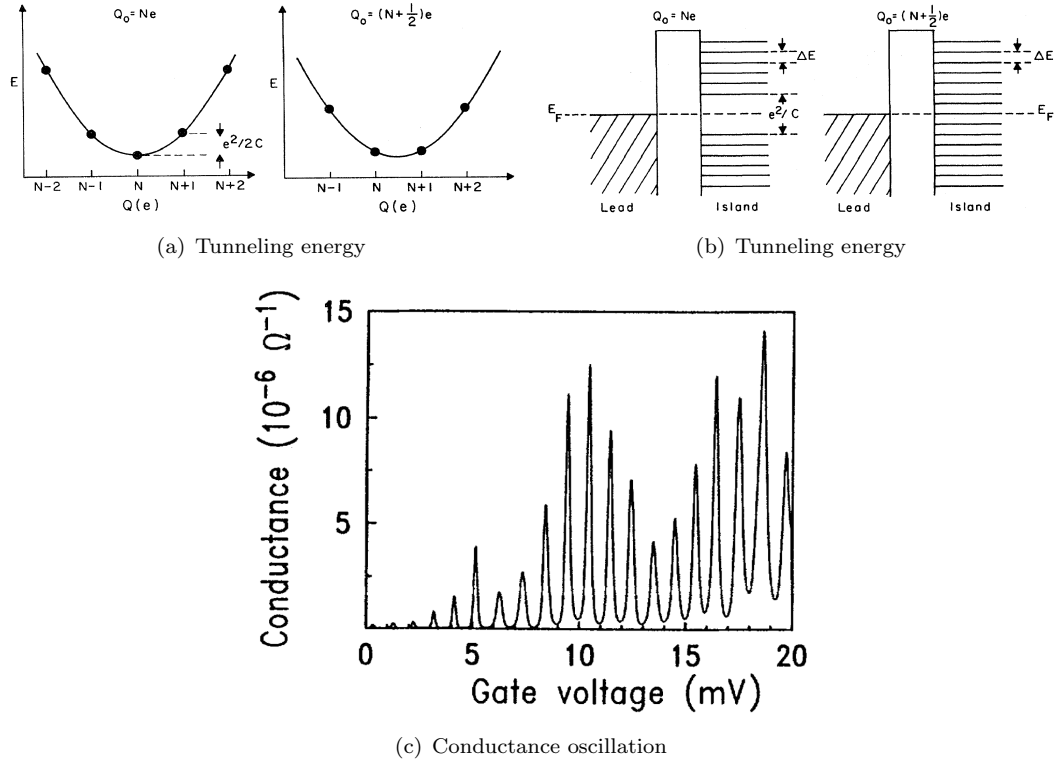 Q₀ = Ne
Q₀ = (N+½)e
E
e²/2C
N-2 N-1 N N+1 N+2
Q(e)
E
N-1 N N+1 N+2
Q(e)
(a) Tunneling energy
Q₀ = Ne
Q₀ = (N+½)e
ΔE
E_F
e²/C
Lead
Island
ΔE
E_F
Lead
Island
(b) Tunneling energy
Conductance (10⁻⁶ Ω⁻¹)
15
10
5
0 5 10 15 20
Gate voltage (mV)
(c) Conductance oscillation